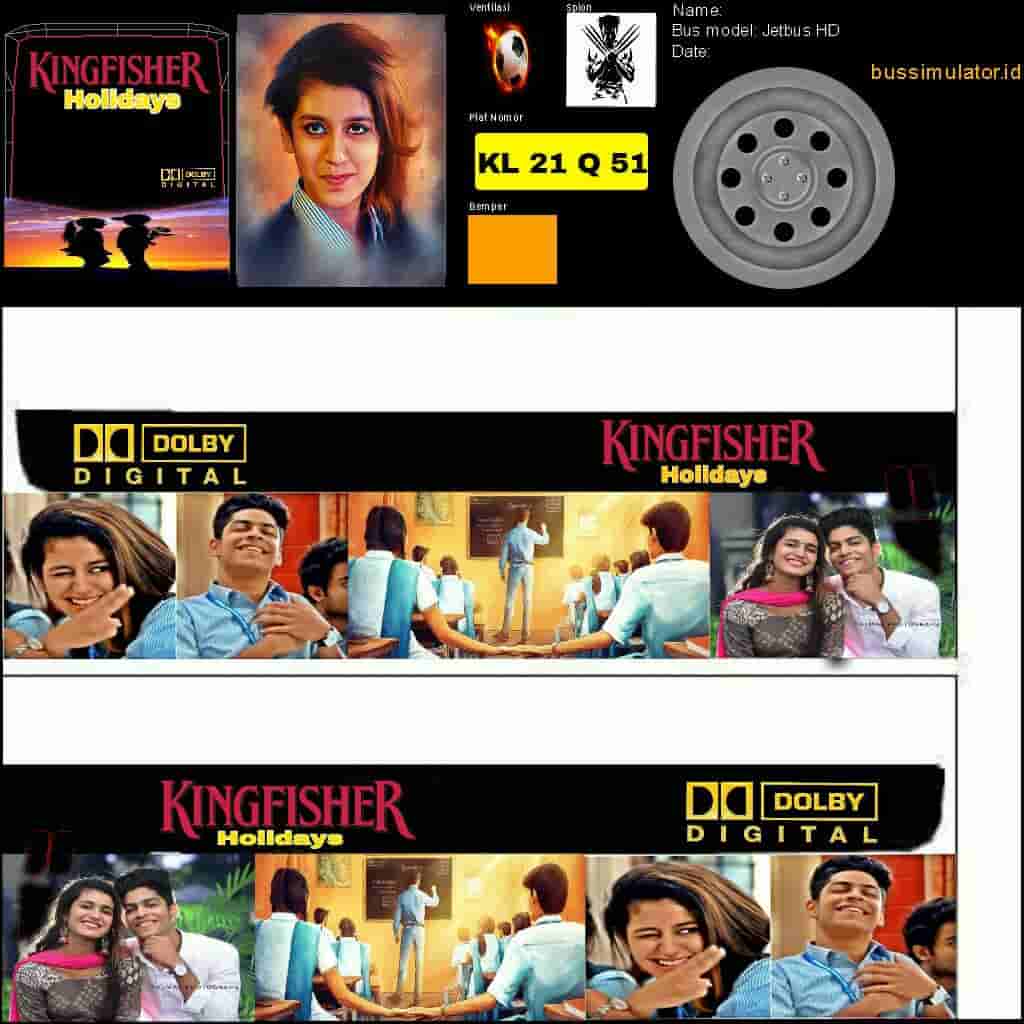 KINGFISHER
Holidays
DOLBY
DIGITAL
Ventilasi
Spion
Name:
Bus model: Jetbus HD
Date:
bussimulator.id
Plat Nomor
KL 21 Q 51
Bemper
DOLBY
DIGITAL
KINGFISHER
Holidays
KINGFISHER
Holidays
DOLBY
DIGITAL